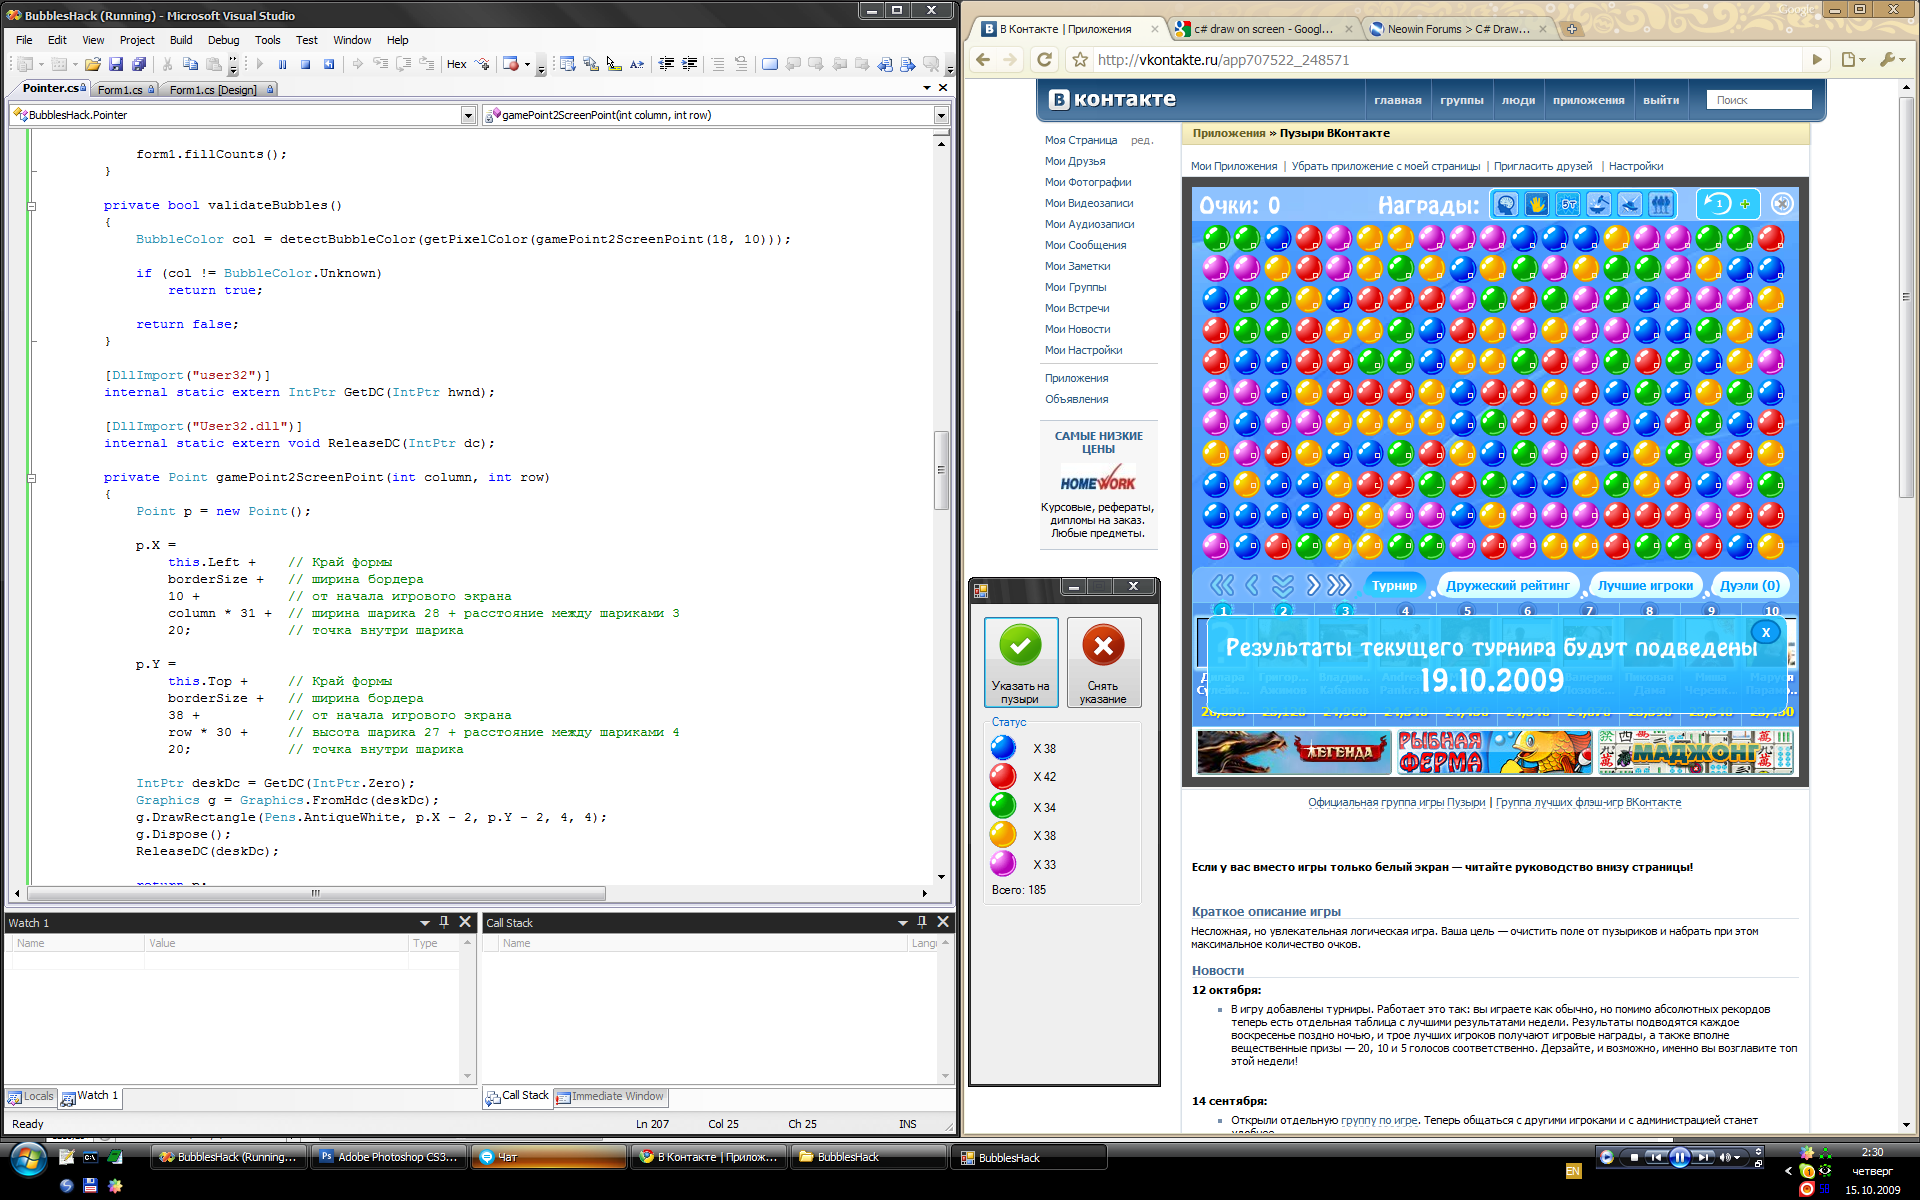 BubblesHack (Running) - Microsoft Visual Studio
File Edit View Project Build Debug Tools Test Window Help
Hex
Pointer.cs Form1.cs Form1.cs [Design]
BubblesHack.Pointer gamePoint2ScreenPoint(int column, int row)
form1.fillCounts();
}
private bool validateBubbles()
{
BubbleColor col = detectBubbleColor(getPixelColor(gamePoint2ScreenPoint(18, 10)));
if (col != BubbleColor.Unknown)
return true;
return false;
}
[DllImport("user32")]
internal static extern IntPtr GetDC(IntPtr hwnd);
[DllImport("User32.dll")]
internal static extern void ReleaseDC(IntPtr dc);
private Point gamePoint2ScreenPoint(int column, int row)
{
Point p = new Point();
p.X =
this.Left + // Край формы
borderSize + // ширина бордера
10 + // от начала игрового экрана
column * 31 + // ширина шарика 28 + расстояние между шариками 3
20; // точка внутри шарика
p.Y =
this.Top + // Край формы
borderSize + // ширина бордера
38 + // от начала игрового экрана
row * 30 + // высота шарика 27 + расстояние между шариками 4
20; // точка внутри шарика
IntPtr deskDc = GetDC(IntPtr.Zero);
Graphics g = Graphics.FromHdc(deskDc);
g.DrawRectangle(Pens.AntiqueWhite, p.X - 2, p.Y - 2, 4, 4);
g.Dispose();
ReleaseDC(deskDc);
return p;
Watch 1
Name Value Type
Call Stack
Name Langu
Locals Watch 1
Call Stack Immediate Window
Ready Ln 207 Col 25 Ch 25 INS
Google
В Контакте | Приложения
c# draw on screen - Googl...
Neowin Forums > C# Draw...
http://vkontakte.ru/app707522_248571
В контакте
главная группы люди приложения выйти Поиск
Моя Страница ред.
Мои Друзья
Мои Фотографии
Мои Видеозаписи
Мои Аудиозаписи
Мои Сообщения
Мои Заметки
Мои Группы
Мои Встречи
Мои Новости
Мои Настройки
Приложения
Объявления
САМЫЕ НИЗКИЕ
ЦЕНЫ
HOMEWORK
Курсовые, рефераты,
дипломы на заказ.
Любые предметы.
Приложения » Пузыри ВКонтакте
Мои Приложения | Убрать приложение с моей страницы | Пригласить друзей | Настройки
Очки: 0 Награды: 5т 1 +
Турнир Дружеский рейтинг Лучшие игроки Дуэли (0)
1 2 3 4 5 6 7 8 9 10
Результаты текущего турнира будут подведены
19.10.2009
X
ЛЕГЕНДА
РЫБНАЯ
ФЕРМА
МАДЖОНГ
Официальная группа игры Пузыри | Группа лучших флэш-игр ВКонтакте
Если у вас вместо игры только белый экран — читайте руководство внизу страницы!
Краткое описание игры
Несложная, но увлекательная логическая игра. Ваша цель — очистить поле от пузыриков и набрать при этом
максимальное количество очков.
Новости
12 октября:
В игру добавлены турниры. Работает это так: вы играете как обычно, но помимо абсолютных рекордов
теперь есть отдельная таблица с лучшими результатами недели. Результаты подводятся каждое
воскресенье поздно ночью, и трое лучших игроков получают игровые награды, а также вполне
вещественные призы — 20, 10 и 5 голосов соответственно. Дерзайте, и возможно, именно вы возглавите топ
этой недели!
14 сентября:
Открыли отдельную группу по игре. Теперь общаться с другими игроками и с администрацией станет
удобнее
Указать на
пузыри
Снять
указание
Статус
X 38
X 42
X 34
X 38
X 33
Всего: 185
BubblesHack (Running...
Adobe Photoshop CS3...
Чат
В Контакте | Прилож...
BubblesHack
BubblesHack
EN
2:30
четверг
15.10.2009